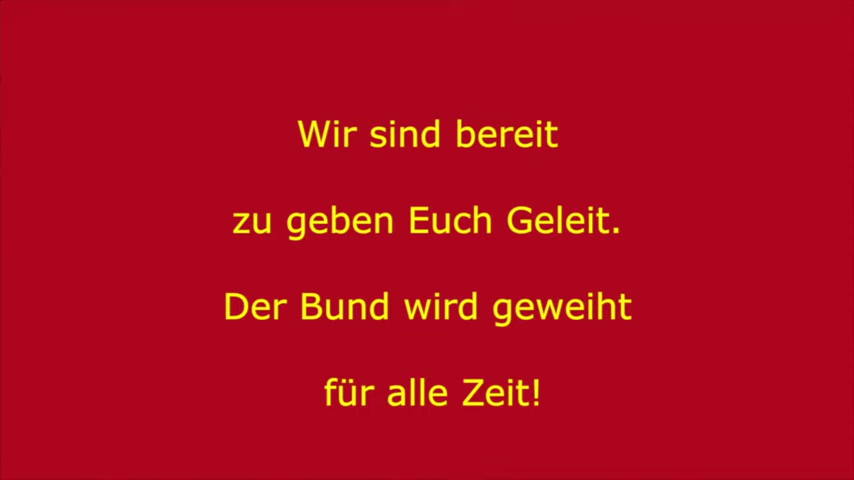 Wir sind bereit
zu geben Euch Geleit.
Der Bund wird geweiht
für alle Zeit!